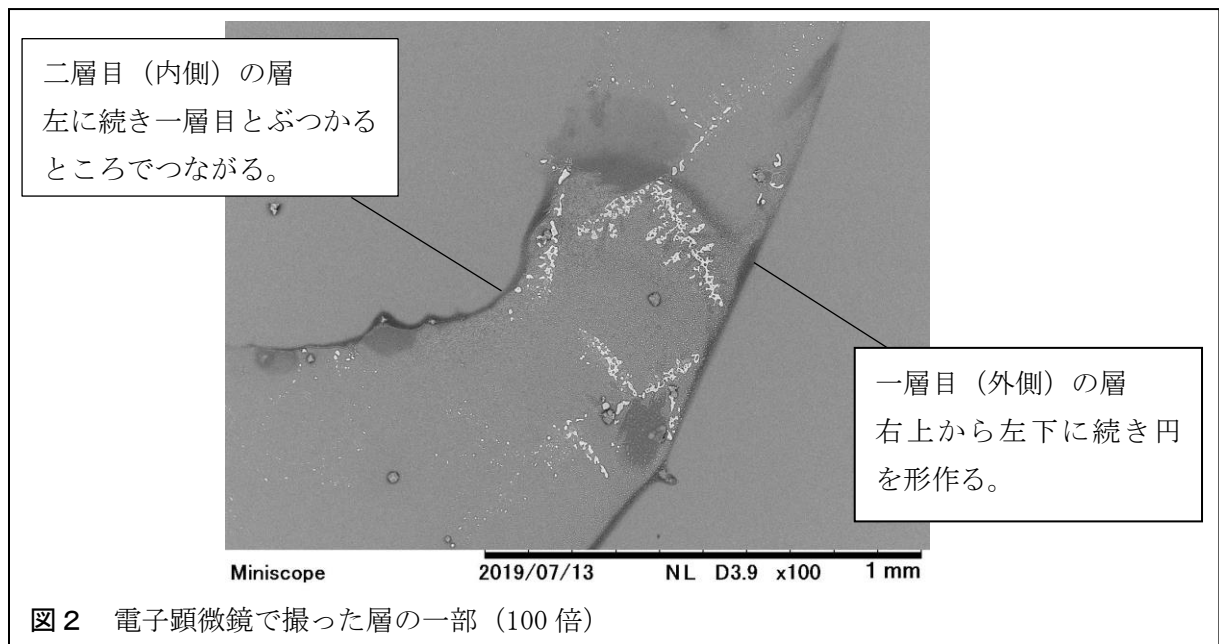 二層目（内側）の層
左に続き一層目とぶつかる
ところでつながる。
一層目（外側）の層
右上から左下に続き円
を形作る。
Miniscope 2019/07/13 NL D3.9 x100 1 mm
図２ 電子顕微鏡で撮った層の一部（100 倍）